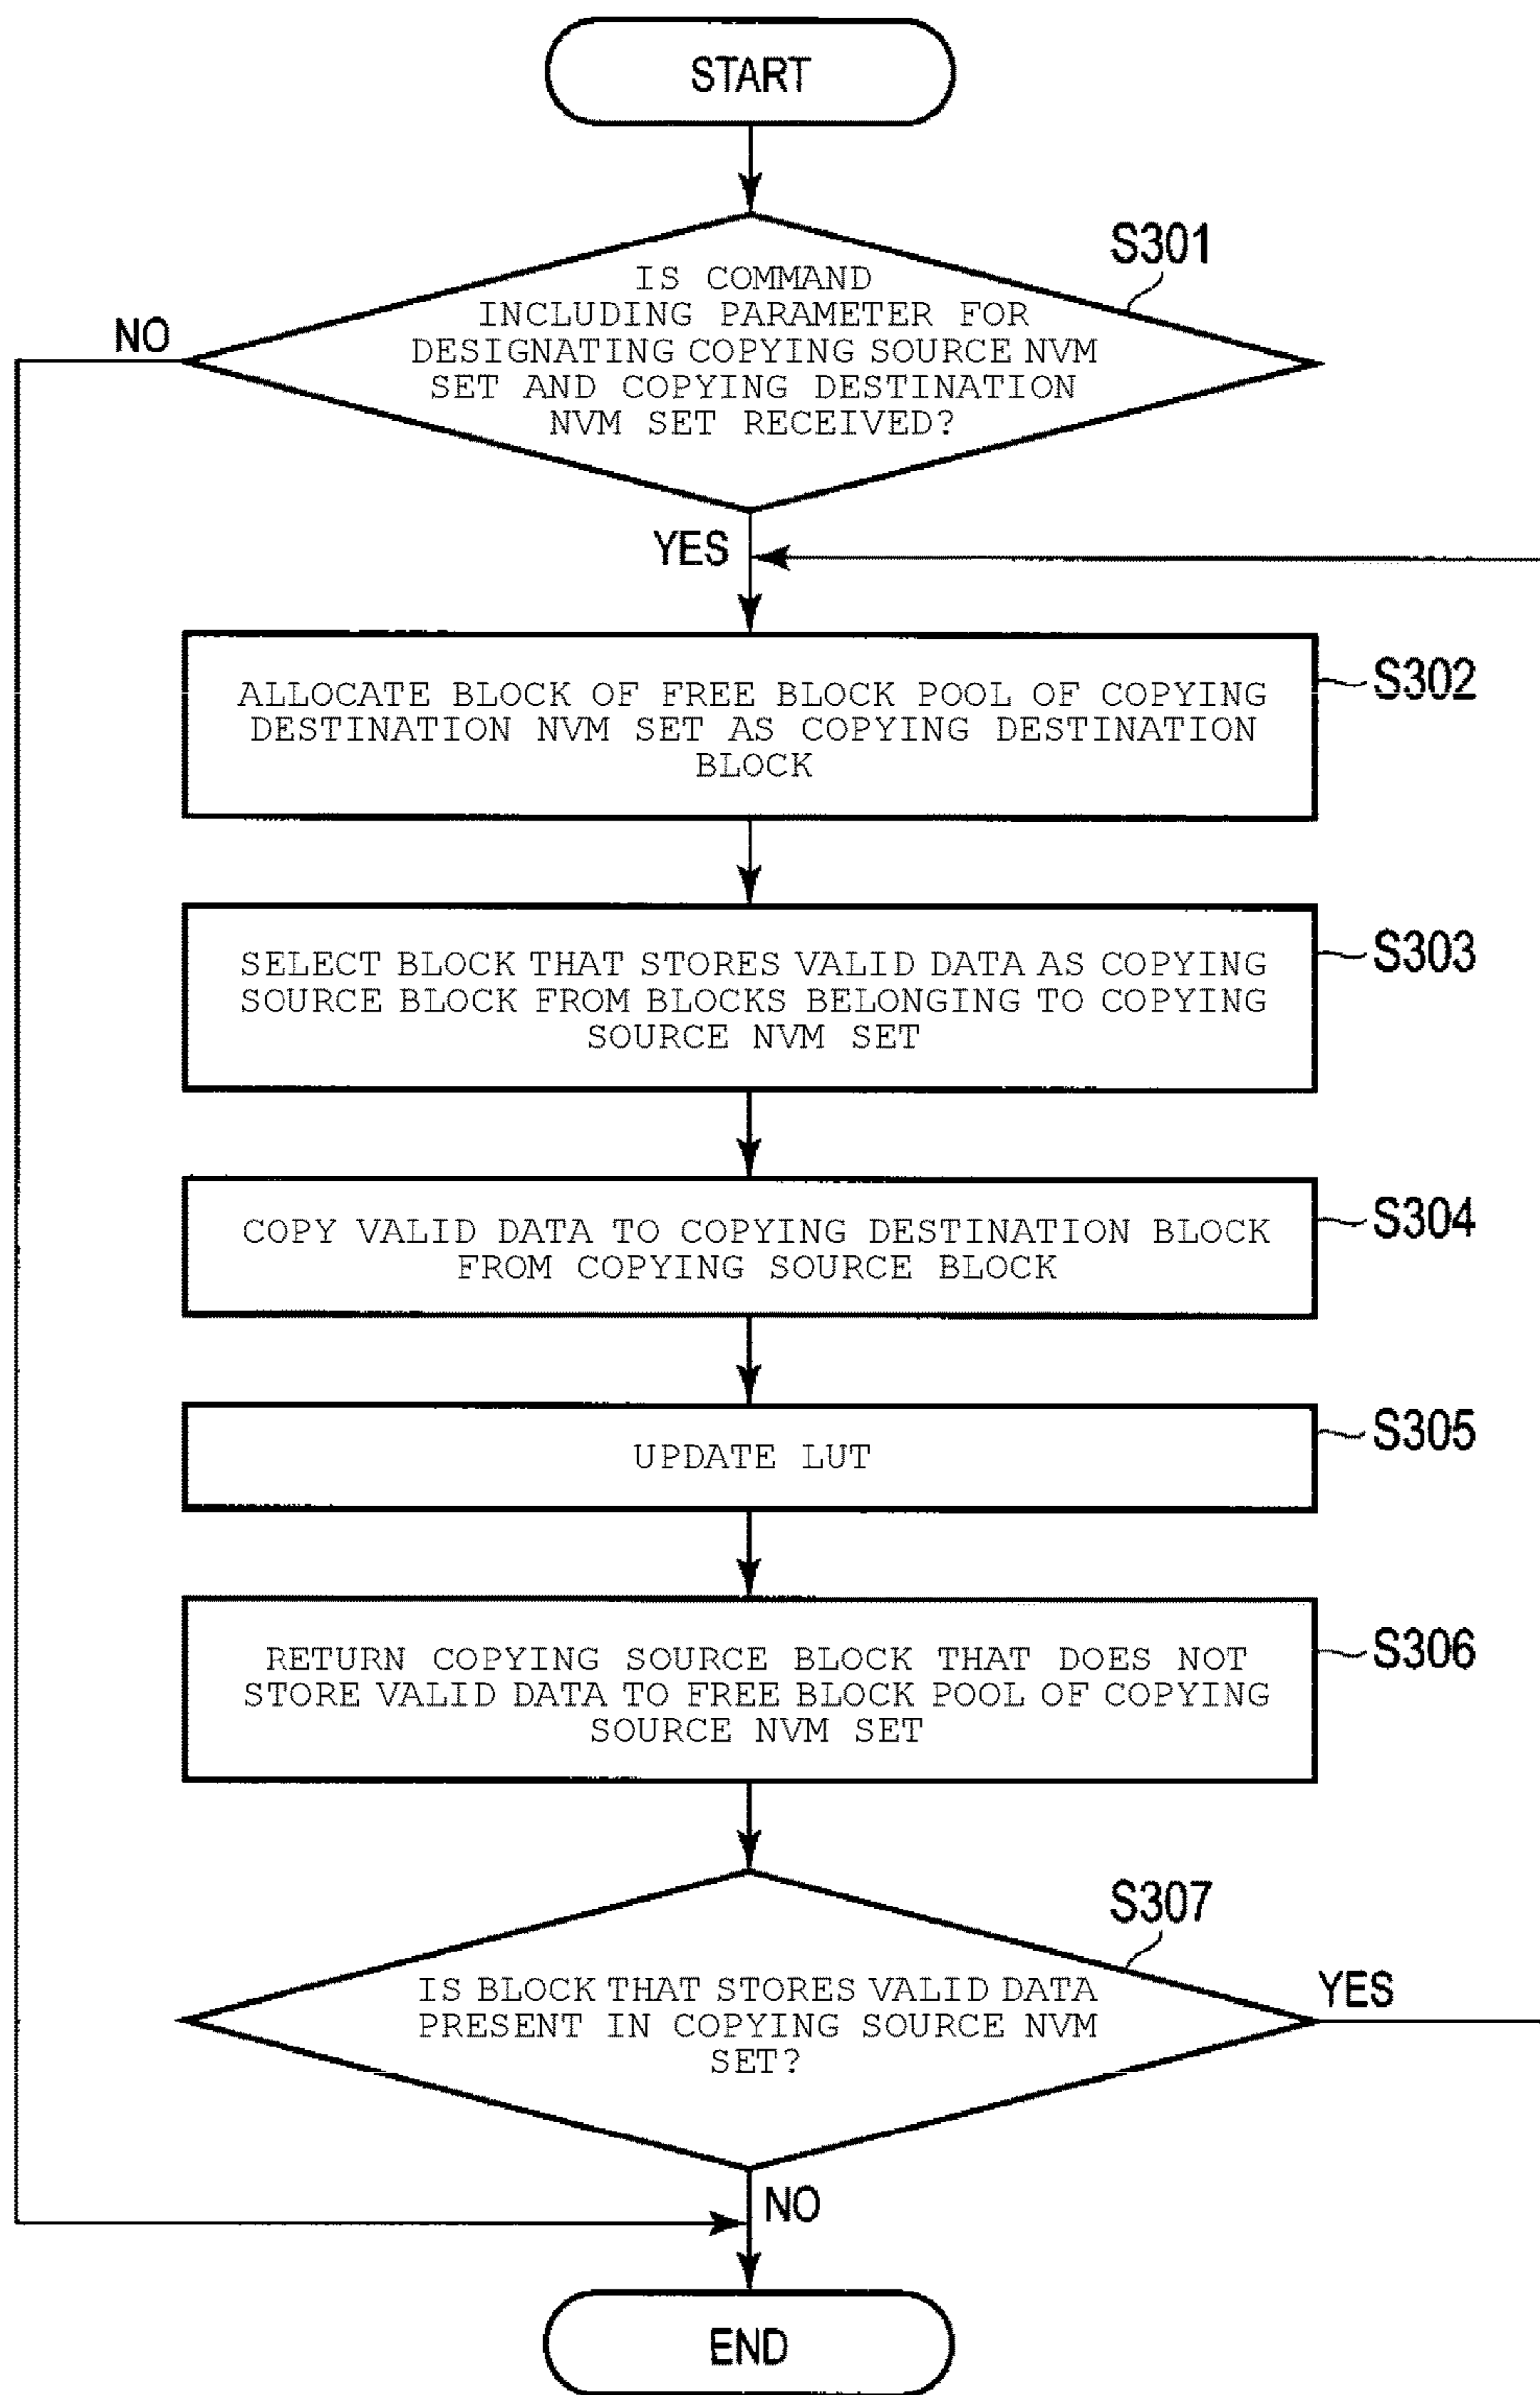 START
S301
IS COMMAND
INCLUDING PARAMETER FOR
DESIGNATING COPYING SOURCE NVM
SET AND COPYING DESTINATION
NVM SET RECEIVED?
NO
YES
S302
ALLOCATE BLOCK OF FREE BLOCK POOL OF COPYING
DESTINATION NVM SET AS COPYING DESTINATION
BLOCK
S303
SELECT BLOCK THAT STORES VALID DATA AS COPYING
SOURCE BLOCK FROM BLOCKS BELONGING TO COPYING
SOURCE NVM SET
S304
COPY VALID DATA TO COPYING DESTINATION BLOCK
FROM COPYING SOURCE BLOCK
S305
UPDATE LUT
S306
RETURN COPYING SOURCE BLOCK THAT DOES NOT
STORE VALID DATA TO FREE BLOCK POOL OF COPYING
SOURCE NVM SET
S307
IS BLOCK THAT STORES VALID DATA
PRESENT IN COPYING SOURCE NVM
SET?
YES
NO
END